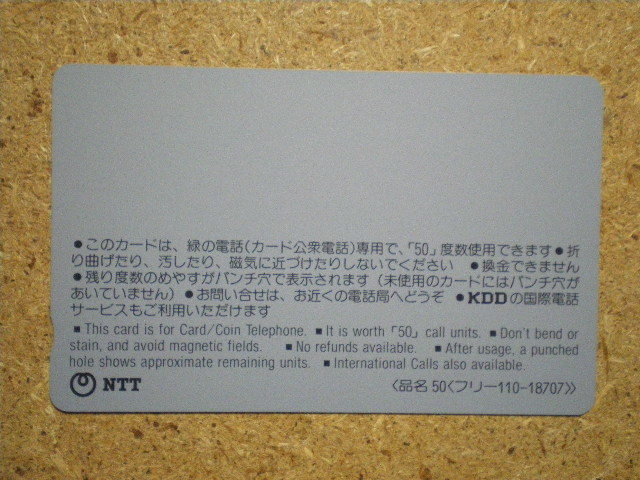 ●このカードは、緑の電話(カード公衆電話)専用で、「50」度数使用できます●折
り曲げたり、汚したり、磁気に近づけたりしないでください ●換金できません
●残り度数のめやすがパンチ穴で表示されます(未使用のカードにはパンチ穴が
あいていません)●お問い合せは、お近くの電話局へどうぞ ●KDDの国際電話
サービスもご利用いただけます
■This card is for Card/Coin Telephone. ■It is worth「50」call units. ■Don't bend or
stain, and avoid magnetic fields. ■No refunds available. ■After usage, a punched
hole shows approximate remaining units. ■International Calls also available.
NTT 〈品名 50〈フリー110-18707〉〉